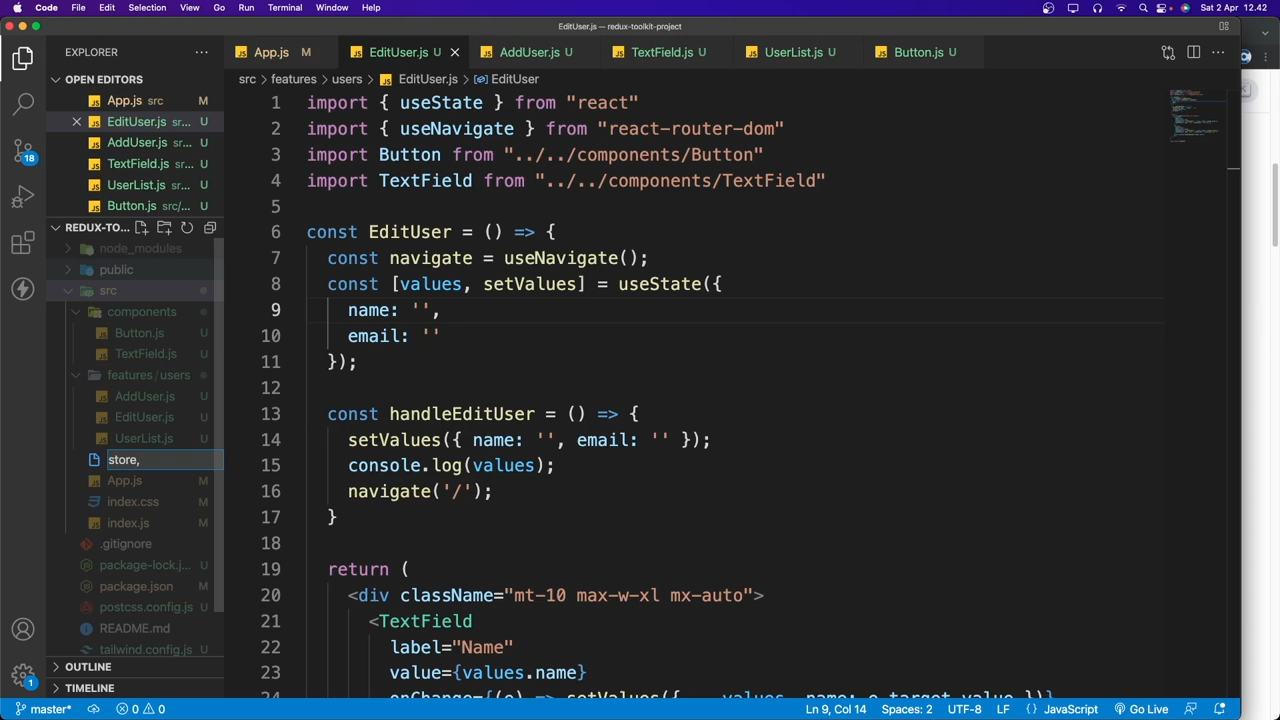 Code File Edit Selection View Go Run Terminal Window Help Sat 2 Apr 12.42
EditUser.js — redux-toolkit-project
EXPLORER
App.js M EditUser.js U AddUser.js U TextField.js U UserList.js U Button.js U
OPEN EDITORS
src > features > users > EditUser.js > EditUser
App.js src M
EditUser.js sr... U
AddUser.js sr... U
TextField.js sr... U
UserList.js sr... U
Button.js src/... U
REDUX-TO...
node_modules
public
src
components
Button.js U
TextField.js U
features/users
AddUser.js U
EditUser.js U
UserList.js U
store,
App.js M
index.css M
index.js M
.gitignore
package-lock.j... M
package.json M
postcss.config.js U
README.md
tailwind.config.js U
OUTLINE
TIMELINE
18
1
1 import { useState } from "react"
2 import { useNavigate } from "react-router-dom"
3 import Button from "../../components/Button"
4 import TextField from "../../components/TextField"
5
6 const EditUser = () => {
7 const navigate = useNavigate();
8 const [values, setValues] = useState({
9 name: '',
10 email: ''
11 });
12
13 const handleEditUser = () => {
14 setValues({ name: '', email: '' });
15 console.log(values);
16 navigate('/');
17 }
18
19 return (
20 <div className="mt-10 max-w-xl mx-auto">
21 <TextField
22 label="Name"
23 value={values.name}
24 onChange={(e) => setValues({ ...values, name: e.target.value })}
master* 0 0 Ln 9, Col 14 Spaces: 2 UTF-8 LF {} JavaScript Go Live